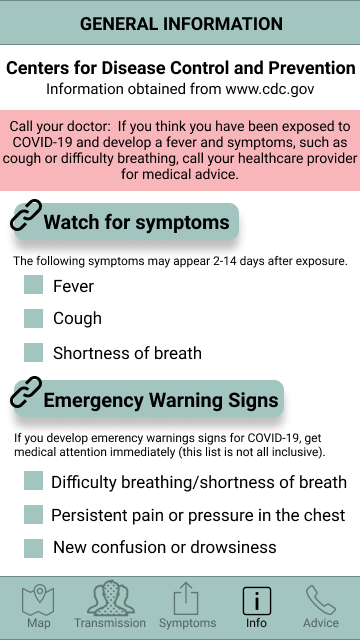 GENERAL INFORMATION
Centers for Disease Control and Prevention
Information obtained from www.cdc.gov
Call your doctor: If you think you have been exposed to
COVID-19 and develop a fever and symptoms, such as
cough or difficulty breathing, call your healthcare provider
for medical advice.
Watch for symptoms
The following symptoms may appear 2-14 days after exposure.
Fever
Cough
Shortness of breath
Emergency Warning Signs
If you develop emerency warnings signs for COVID-19, get
medical attention immediately (this list is not all inclusive).
Difficulty breathing/shortness of breath
Persistent pain or pressure in the chest
New confusion or drowsiness
Map Transmission Symptoms Info Advice